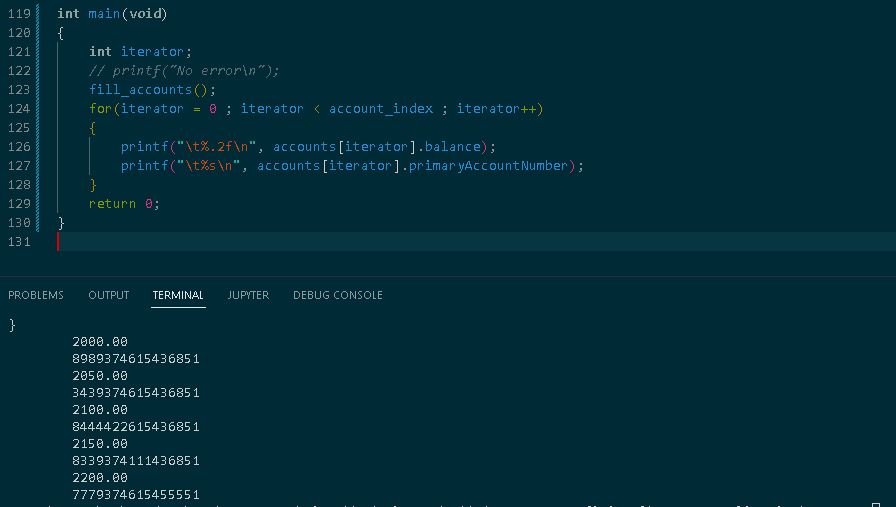 119 int main(void)
120 {
121 int iterator;
122 // printf("No error\n");
123 fill_accounts();
124 for(iterator = 0 ; iterator < account_index ; iterator++)
125 {
126 printf("\t%.2f\n", accounts[iterator].balance);
127 printf("\t%s\n", accounts[iterator].primaryAccountNumber);
128 }
129 return 0;
130 }
131
PROBLEMS OUTPUT TERMINAL JUPYTER DEBUG CONSOLE
}
2000.00
8989374615436851
2050.00
3439374615436851
2100.00
8444422615436851
2150.00
8339374111436851
2200.00
7779374615455551